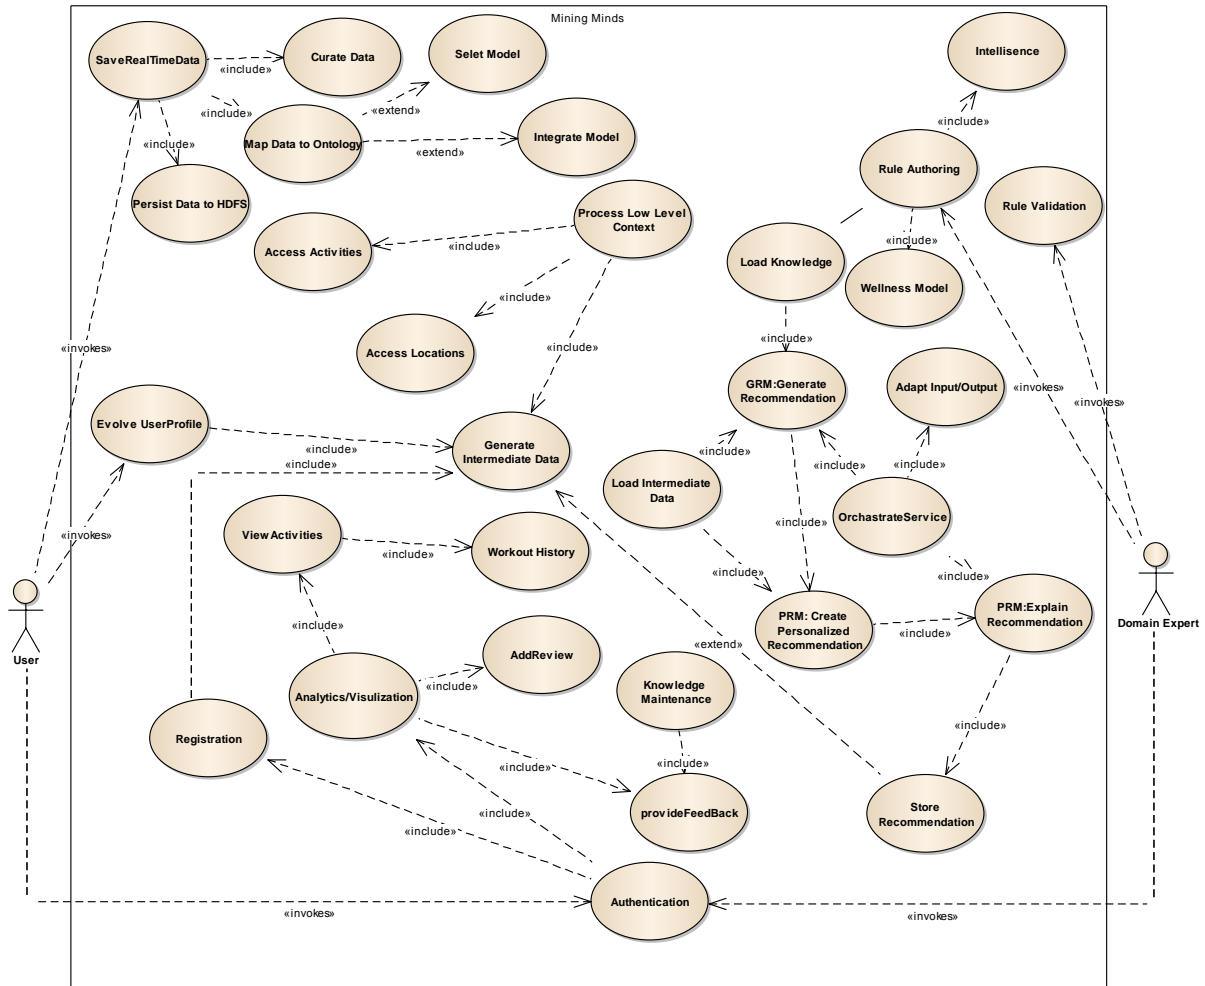 Mining Minds
SaveRealTimeData
«include»
Curate Data
Selet Model
Intellisence
«include»
«extend»
«include»
Map Data to Ontology
«extend»
Integrate Model
«include»
«include»
Rule Authoring
Persist Data to HDFS
Rule Validation
Process Low Level
Context
Access Activities
«include»
«include»
Load Knowledge
Wellness Model
«include»
Access Locations
«include»
«include»
«invokes»
GRM:Generate
Recommendation
Adapt Input/Output
«invokes»
«invokes»
Evolve UserProfile
«include»
«include»
Generate
Intermediate Data
«include»
«include»
«include»
Load Intermediate
Data
OrchastrateService
«include»
«invokes»
ViewActivities
«include»
Workout History
«include»
«include»
User
PRM: Create
Personalized
Recommendation
«include»
PRM:Explain
Recommendation
Domain Expert
«include»
«extend»
AddReview
«include»
Analytics/Visulization
Knowledge
Maintenance
«include»
Registration
«include»
«include»
provideFeedBack
Store
Recommendation
«include»
«include»
Authentication
«invokes»
«invokes»